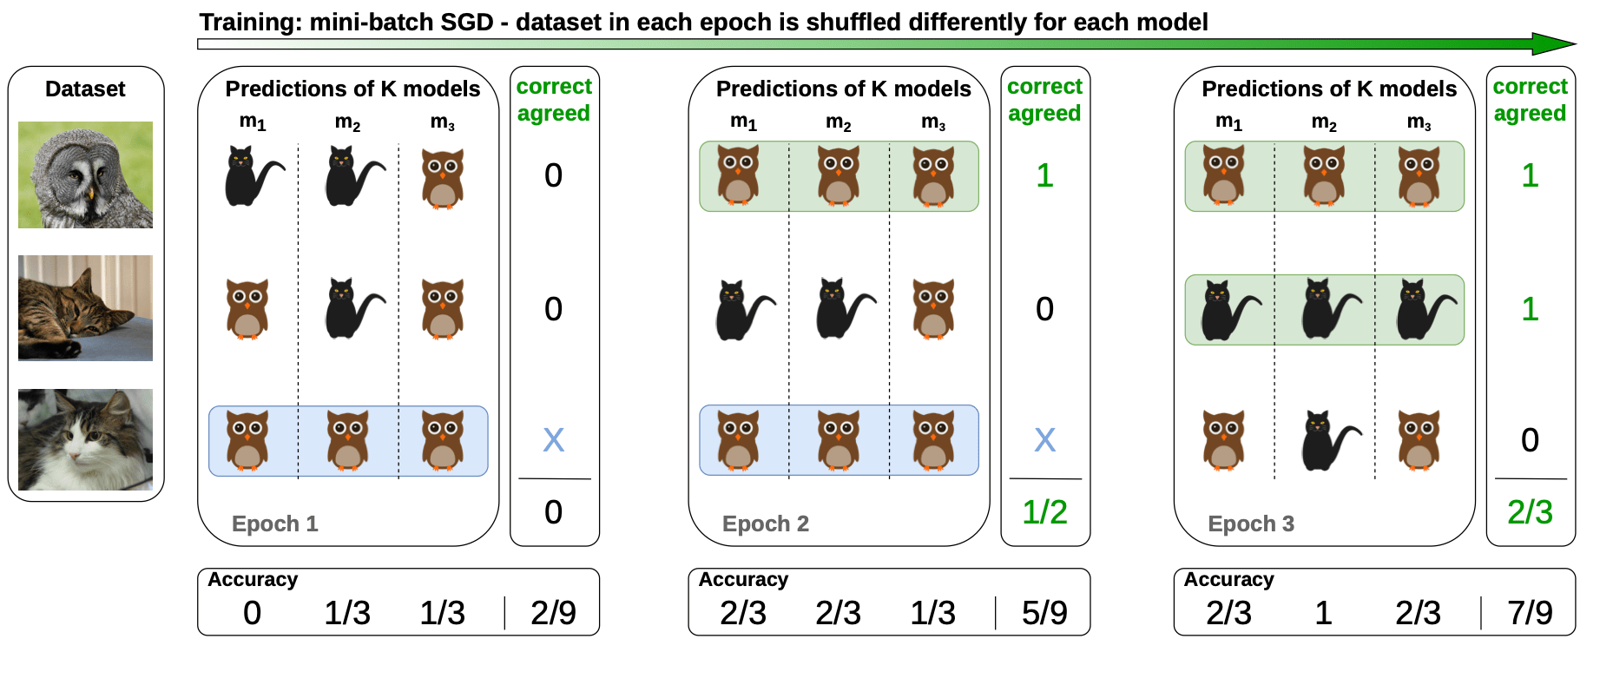 Training: mini-batch SGD - dataset in each epoch is shuffled differently for each model
Dataset
Predictions of K models
m1 m2 m3
correct
agreed
0
0
X
0
Epoch 1
Accuracy
0 1/3 1/3 | 2/9
Predictions of K models
m1 m2 m3
correct
agreed
1
0
X
1/2
Epoch 2
Accuracy
2/3 2/3 1/3 | 5/9
Predictions of K models
m1 m2 m3
correct
agreed
1
1
0
2/3
Epoch 3
Accuracy
2/3 1 2/3 | 7/9